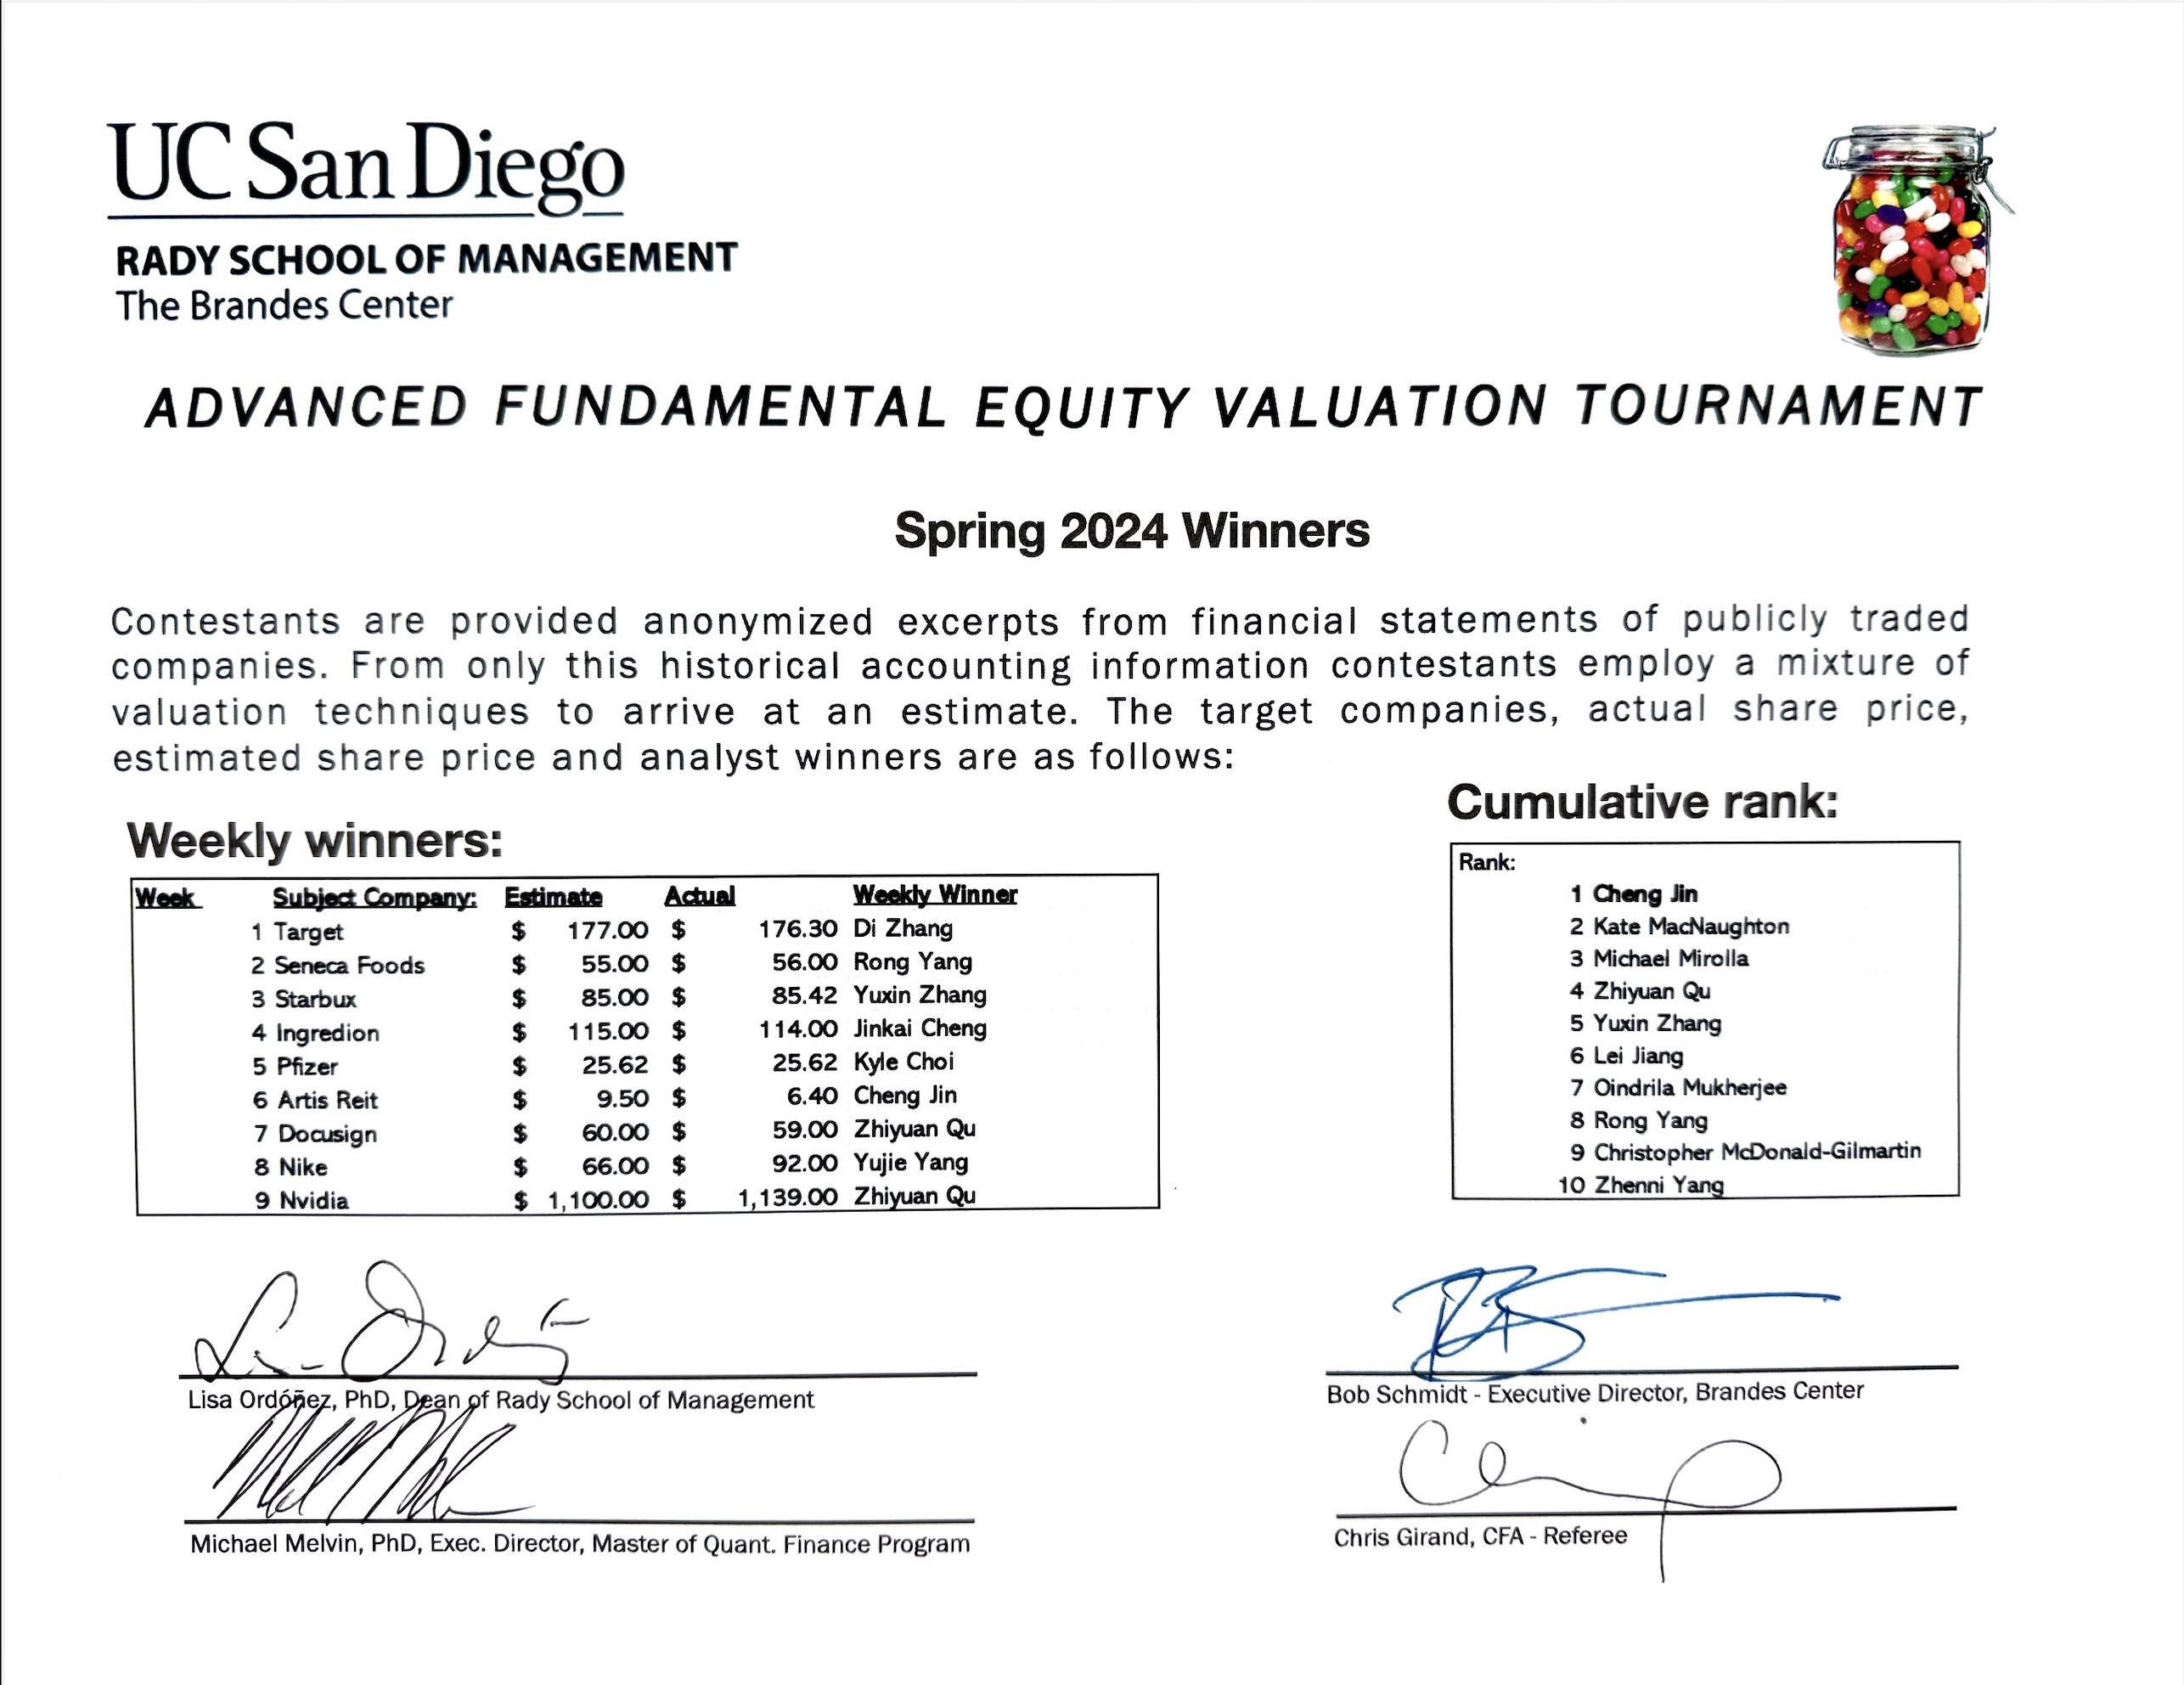 UC San Diego
RADY SCHOOL OF MANAGEMENT
The Brandes Center
ADVANCED FUNDAMENTAL EQUITY VALUATION TOURNAMENT
Spring 2024 Winners
Contestants are provided anonymized excerpts from financial statements of publicly traded
companies. From only this historical accounting information contestants employ a mixture of
valuation techniques to arrive at an estimate. The target companies, actual share price,
estimated share price and analyst winners are as follows:
Weekly winners:
Week Subject Company: Estimate Actual Weekly Winner
1 Target $ 177.00 $ 176.30 Di Zhang
2 Seneca Foods $ 55.00 $ 56.00 Rong Yang
3 Starbux $ 85.00 $ 85.42 Yuxin Zhang
4 Ingredion $ 115.00 $ 114.00 Jinkai Cheng
5 Pfizer $ 25.62 $ 25.62 Kyle Choi
6 Artis Reit $ 9.50 $ 6.40 Cheng Jin
7 Docusign $ 60.00 $ 59.00 Zhiyuan Qu
8 Nike $ 66.00 $ 92.00 Yujie Yang
9 Nvidia $ 1,100.00 $ 1,139.00 Zhiyuan Qu
Cumulative rank:
Rank:
1 Cheng Jin
2 Kate MacNaughton
3 Michael Mirolla
4 Zhiyuan Qu
5 Yuxin Zhang
6 Lei Jiang
7 Oindrila Mukherjee
8 Rong Yang
9 Christopher McDonald-Gilmartin
10 Zhenni Yang
Lisa Ordóñez, PhD, Dean of Rady School of Management
Bob Schmidt - Executive Director, Brandes Center
Michael Melvin, PhD, Exec. Director, Master of Quant. Finance Program
Chris Girand, CFA - Referee